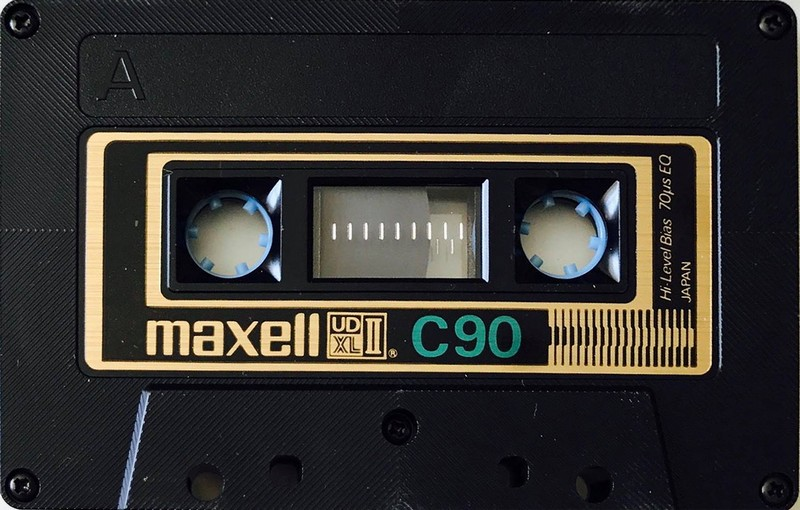 A
Hi-Level Bias 70µs EQ
JAPAN
maxell UD XL II ® C90